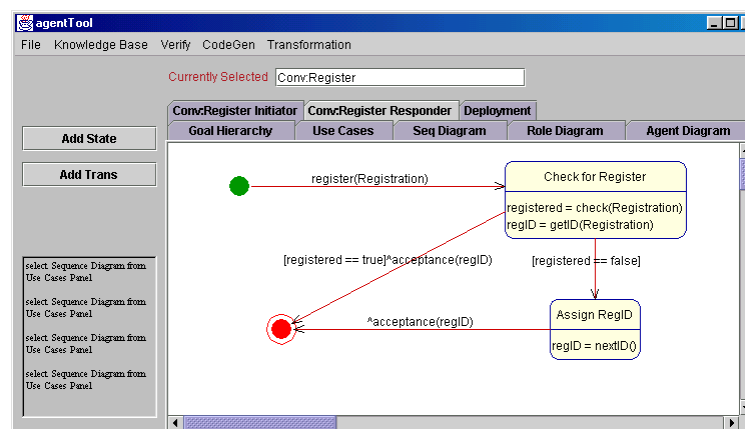 agentTool
File Knowledge Base Verify CodeGen Transformation
Currently Selected Conv:Register
Conv:Register Initiator Conv:Register Responder Deployment
Goal Hierarchy Use Cases Seq Diagram Role Diagram Agent Diagram
Add State
Add Trans
register(Registration)
Check for Register
registered = check(Registration)
regID = getID(Registration)
[registered == true]^acceptance(regID)
[registered == false]
Assign RegID
regID = nextID()
^acceptance(regID)
select Sequence Diagram from
Use Cases Panel
select Sequence Diagram from
Use Cases Panel
select Sequence Diagram from
Use Cases Panel
select Sequence Diagram from
Use Cases Panel